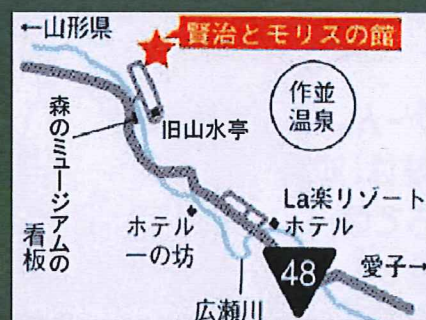 ←山形県
賢治とモリスの館
作並
温泉
旧山水亭
森のミュージアムの
看板
La楽リゾート
ホテル
ホテル
一の坊
48
愛子→
広瀬川